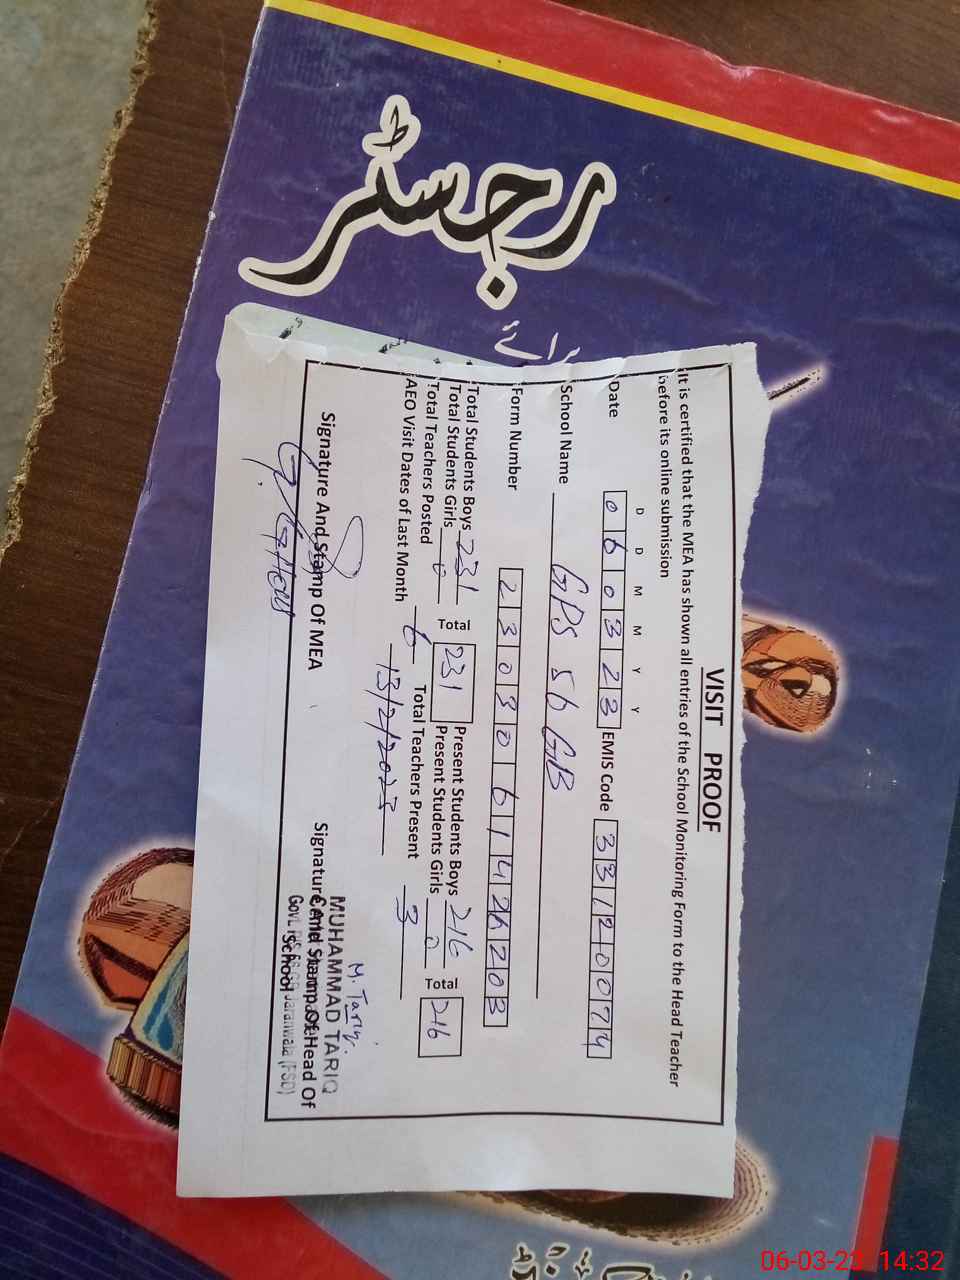 رجسٹر
برائے
VISIT PROOF
It is certified that the MEA has shown all entries of the School Monitoring Form to the Head Teacher
before its online submission
D D M M Y Y
Date 0 6 0 3 2 3 EMIS Code 3 3 1 2 0 0 7 4
School Name GPS 56 GB
Form Number 2 3 0 3 0 6 1 4 2 6 2 0 3
Total Students Boys 231 Total 231 Present Students Boys 216 Total 216
Total Students Girls 0 Present Students Girls 0
Total Teachers Posted 6 Total Teachers Present 3
AEO Visit Dates of Last Month 13/2/2023
M. Tariq.
MUHAMMAD TARIQ
Signature And Stamp Of MEA Signature And Stamp Of Head Of
School
Jaranwala (FSD)
06-03-23 14:32